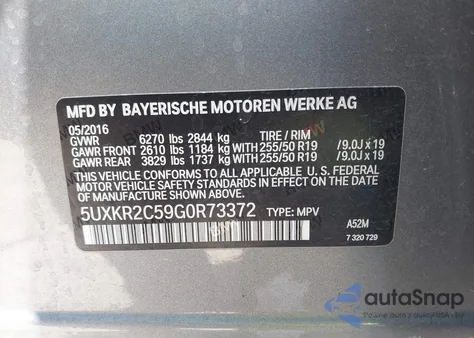 MFD BY BAYERISCHE MOTOREN WERKE AG
05/2016
GVWR 6270 lbs 2844 kg TIRE / RIM
GAWR FRONT 2610 lbs 1184 kg WITH 255/50 R19 /9.0J x 19
GAWR REAR 3829 lbs 1737 kg WITH 255/50 R19 /9.0J x 19
THIS VEHICLE CONFORMS TO ALL APPLICABLE U. S. FEDERAL
MOTOR VEHICLE SAFETY STANDARDS IN EFFECT ON THE DATE
OF MANUFACTURE SHOWN ABOVE.
5UXKR2C59G0R73372 TYPE: MPV
A52M
7 320 729
autoSnap